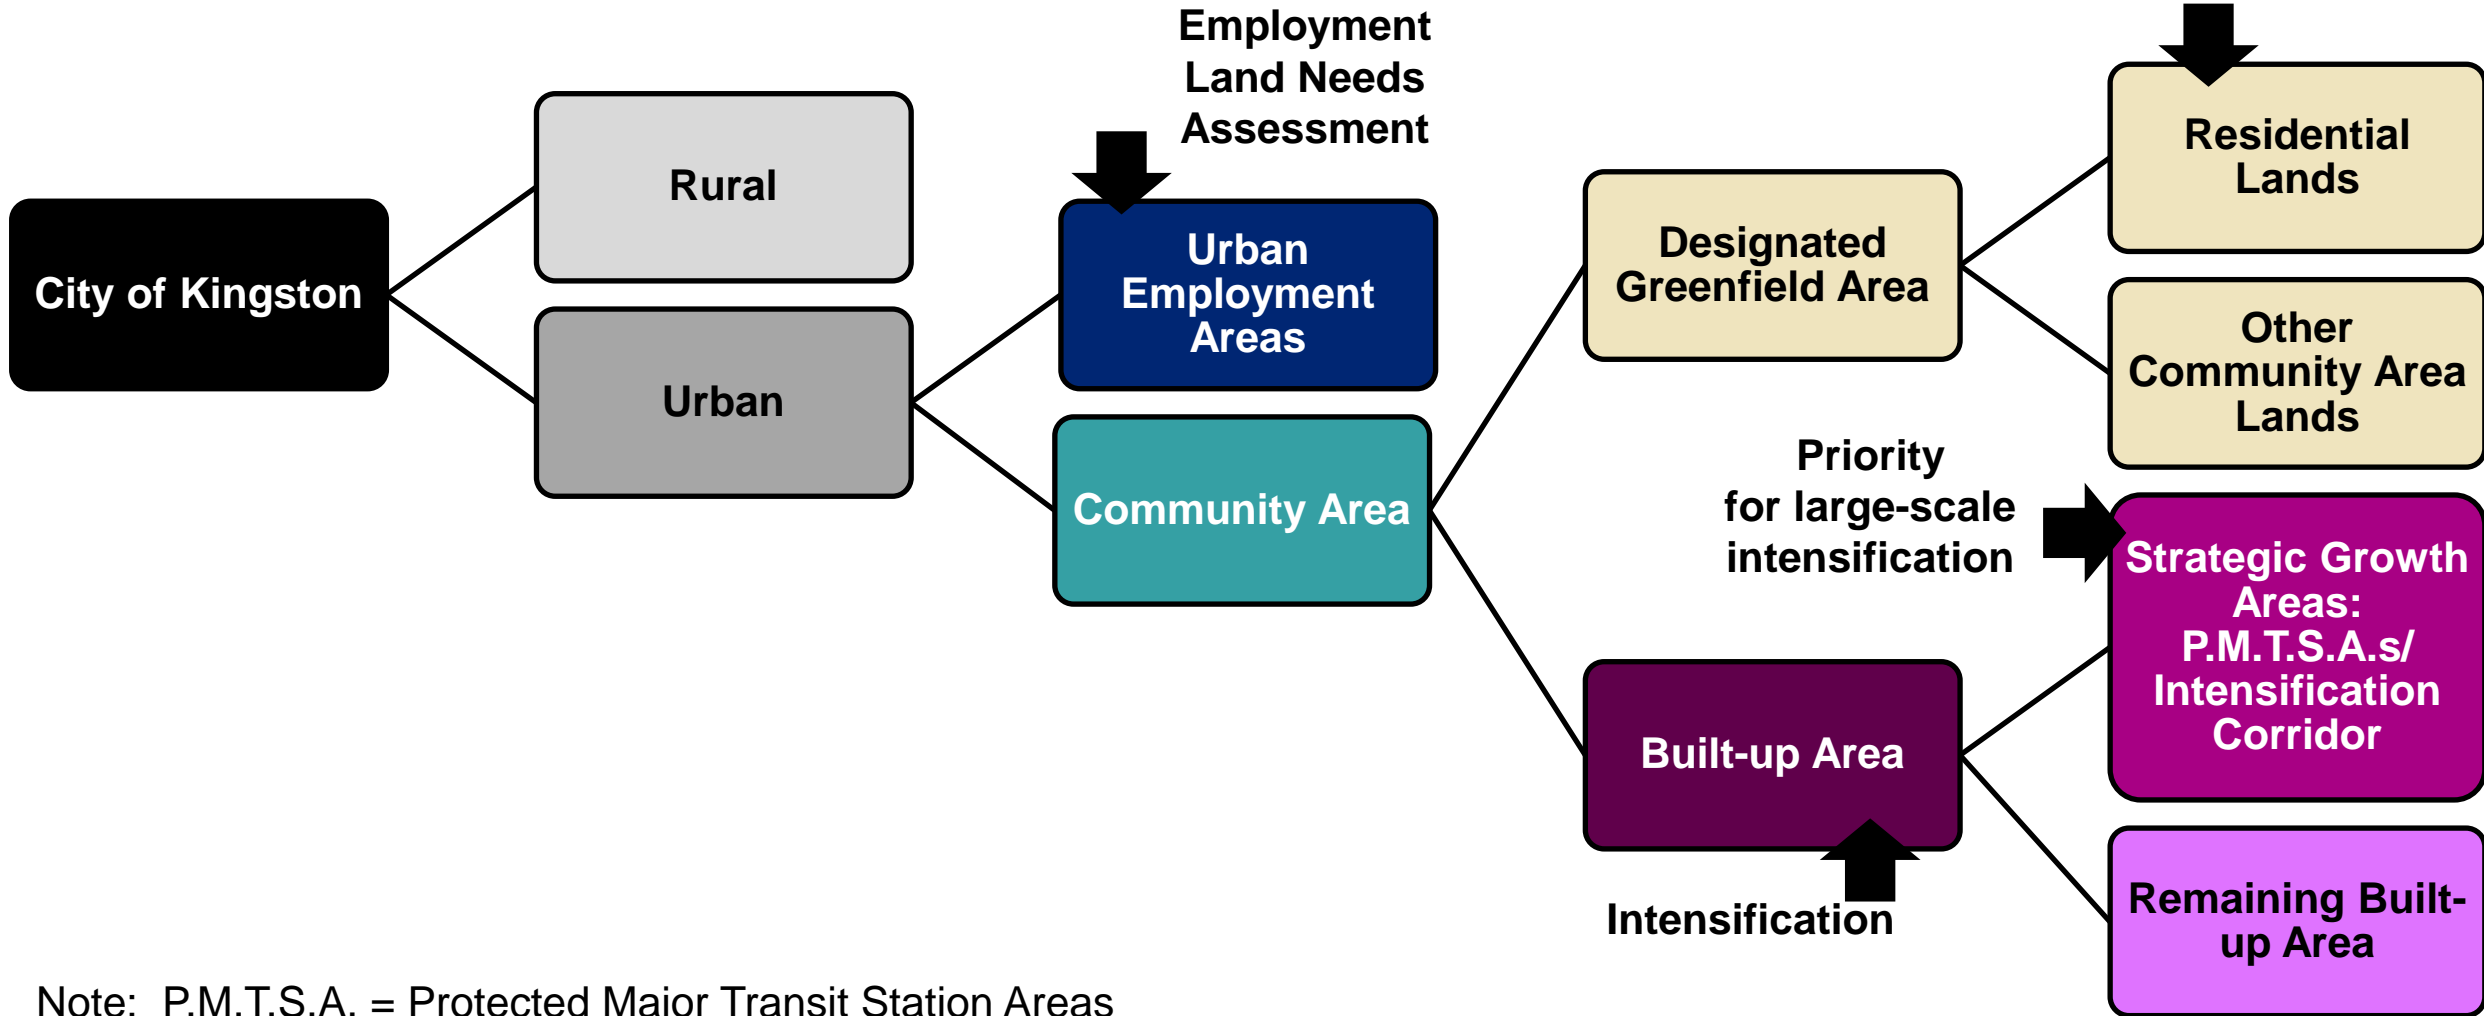 Employment
Land Needs
Assessment
City of Kingston
Rural
Urban
Urban
Employment
Areas
Community Area
Designated
Greenfield Area
Built-up Area
Intensification
Residential
Lands
Other
Community Area
Lands
Priority
for large-scale
intensification
Strategic Growth
Areas:
P.M.T.S.A.s/
Intensification
Corridor
Remaining Built-
up Area
Note: P.M.T.S.A. = Protected Major Transit Station Areas